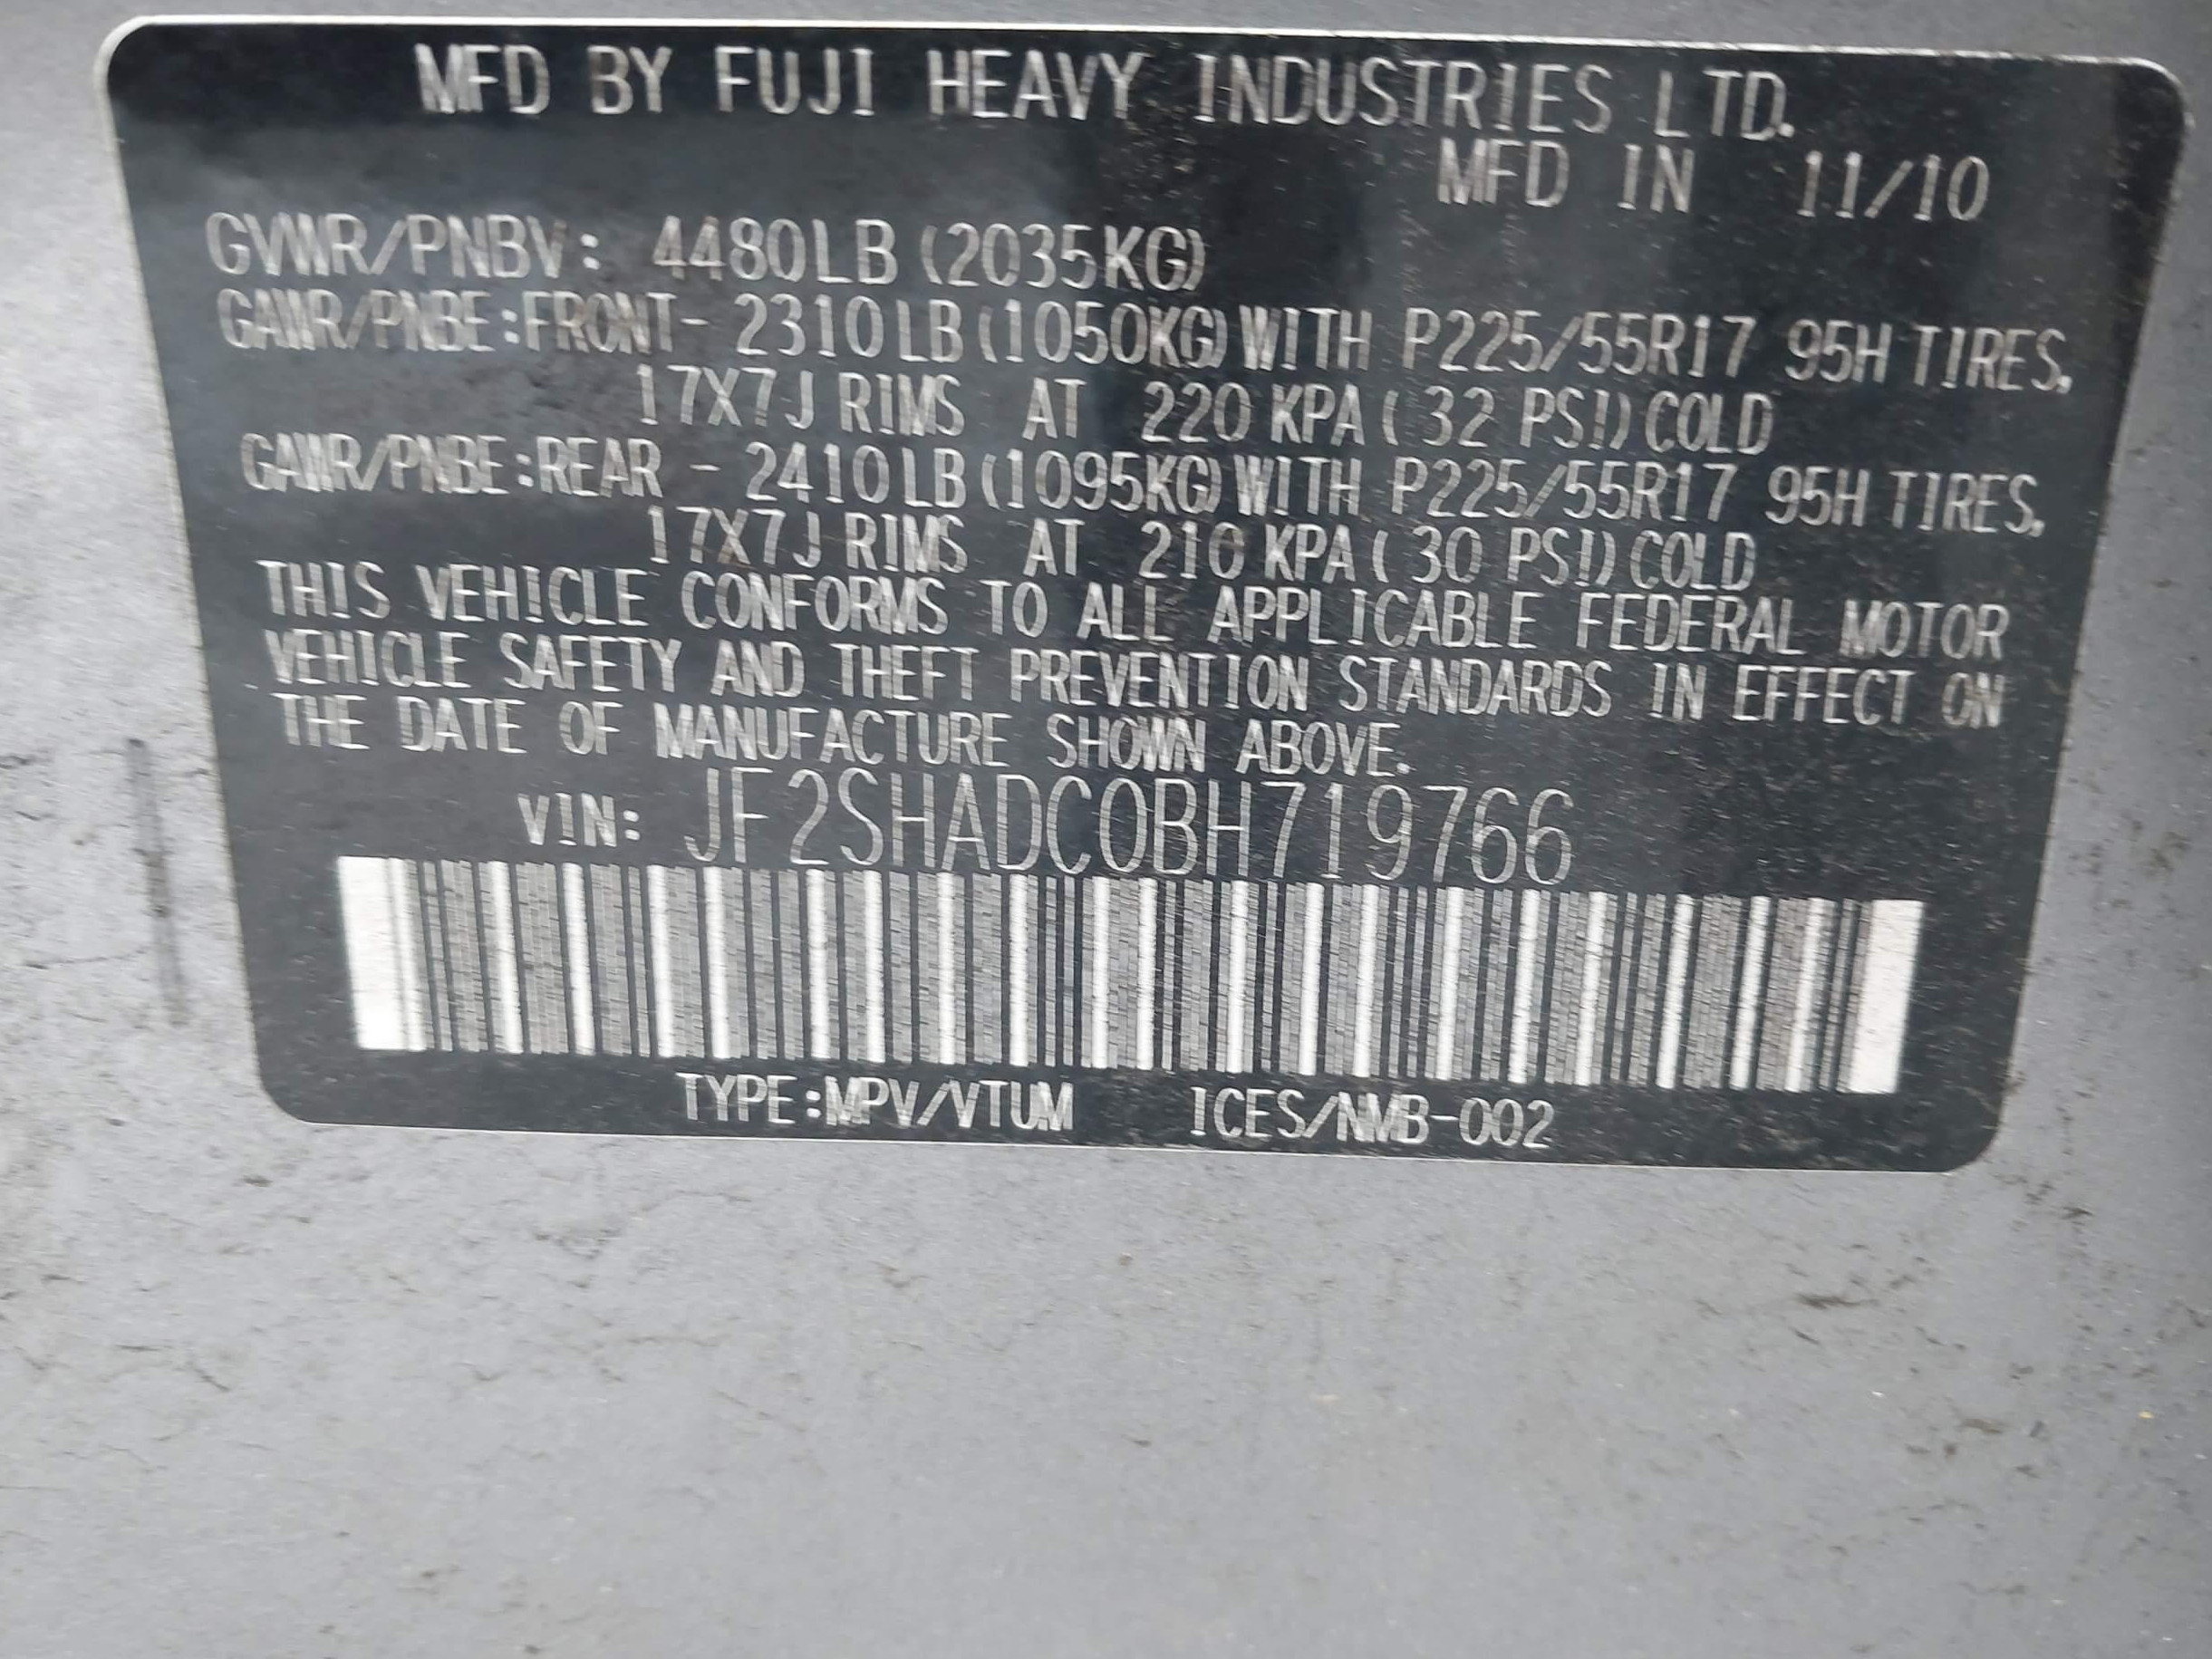 MFD BY FUJI HEAVY INDUSTRIES LTD.
MFD IN 11/10
GVWR/PNBV: 4480LB (2035KG)
GAWR/PNBE:FRONT- 2310LB(1050KG)WITH P225/55R17 95H TIRES,
17X7J RIMS AT 220 KPA( 32 PSI)COLD
GAWR/PNBE:REAR - 2410LB(1095KG)WITH P225/55R17 95H TIRES,
17X7J RIMS AT 210 KPA( 30 PSI)COLD
THIS VEHICLE CONFORMS TO ALL APPLICABLE FEDERAL MOTOR
VEHICLE SAFETY AND THEFT PREVENTION STANDARDS IN EFFECT ON
THE DATE OF MANUFACTURE SHOWN ABOVE.
VIN: JF2SHADC0BH719766
TYPE:MPV/VTUM ICES/NMB-002